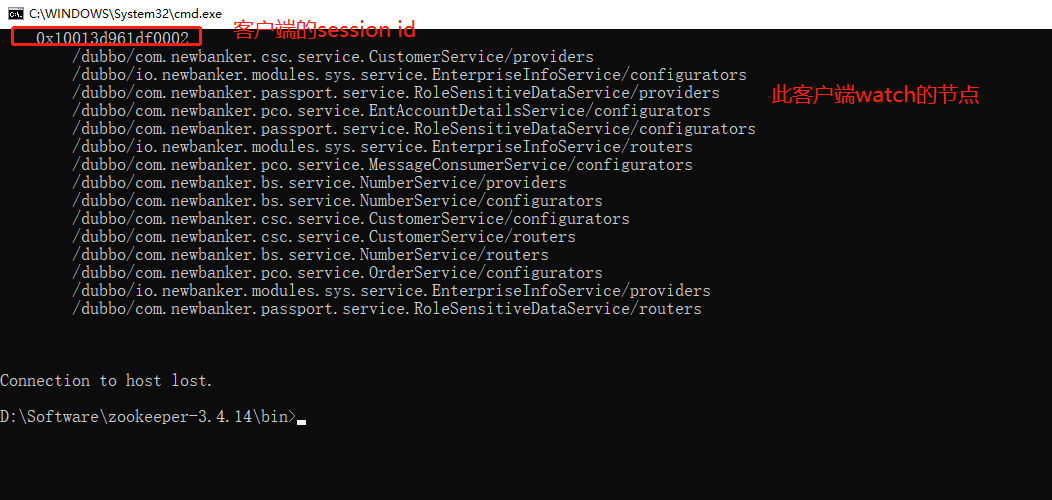 C:\WINDOWS\System32\cmd.exe
0x10013d961df0002 客户端的session id
/dubbo/com.newbanker.csc.service.CustomerService/providers
/dubbo/io.newbanker.modules.sys.service.EnterpriseInfoService/configurators
/dubbo/com.newbanker.passport.service.RoleSensitiveDataService/providers
此客户端watch的节点
/dubbo/com.newbanker.pco.service.EntAccountDetailsService/configurators
/dubbo/com.newbanker.passport.service.RoleSensitiveDataService/configurators
/dubbo/io.newbanker.modules.sys.service.EnterpriseInfoService/routers
/dubbo/com.newbanker.pco.service.MessageConsumerService/configurators
/dubbo/com.newbanker.bs.service.NumberService/providers
/dubbo/com.newbanker.bs.service.NumberService/configurators
/dubbo/com.newbanker.csc.service.CustomerService/configurators
/dubbo/com.newbanker.csc.service.CustomerService/routers
/dubbo/com.newbanker.bs.service.NumberService/routers
/dubbo/com.newbanker.pco.service.OrderService/configurators
/dubbo/io.newbanker.modules.sys.service.EnterpriseInfoService/providers
/dubbo/com.newbanker.passport.service.RoleSensitiveDataService/routers
Connection to host lost.
D:\Software\zookeeper-3.4.14\bin>